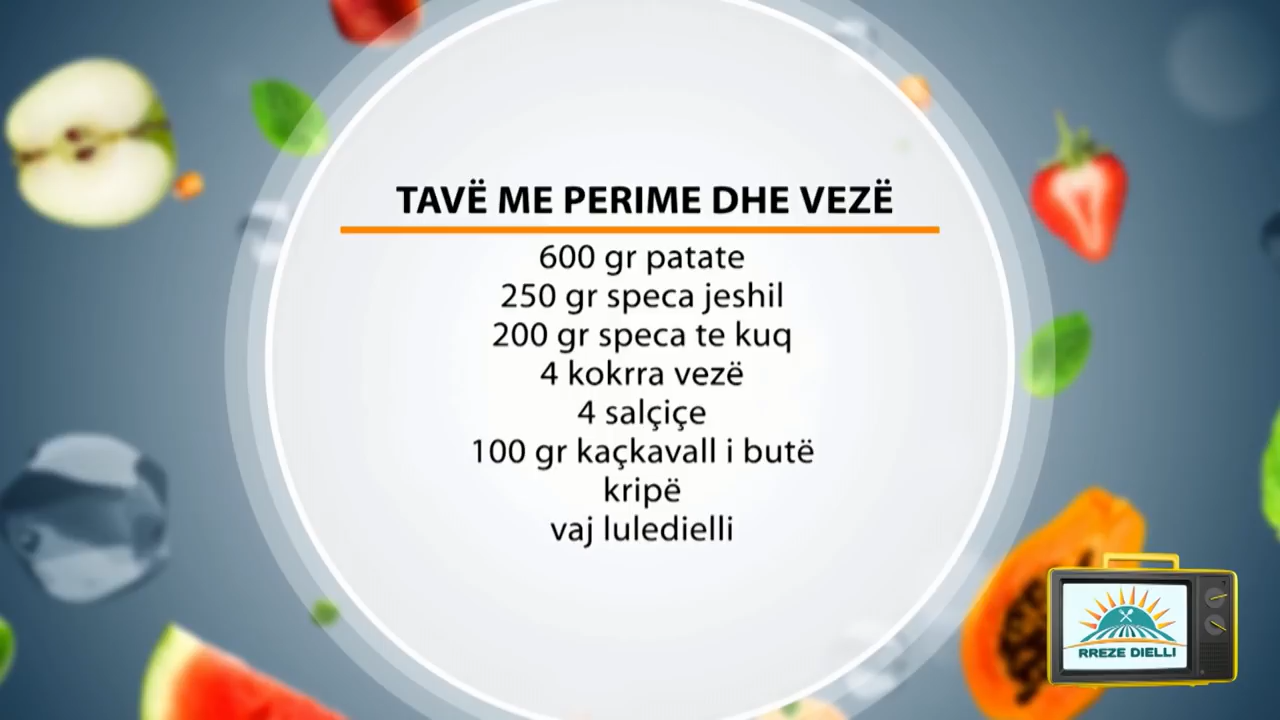 TAVË ME PERIME DHE VEZË
600 gr patate
250 gr speca jeshil
200 gr speca te kuq
4 kokrra vezë
4 salçiçe
100 gr kaçkavall i butë
kripë
vaj luledielli
RREZE DIELLI